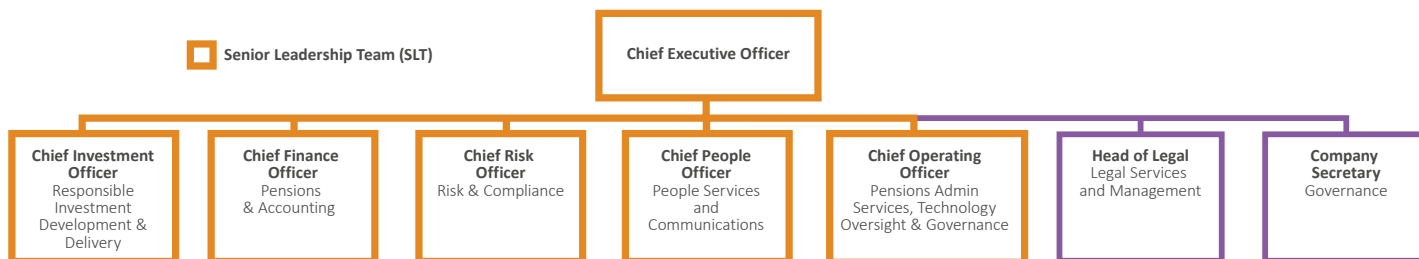 Senior Leadership Team (SLT)
Chief Executive Officer
Chief Investment
Officer
Responsible
Investment
Development &
Delivery
Chief Finance
Officer
Pensions
& Accounting
Chief Risk
Officer
Risk & Compliance
Chief People
Officer
People Services
and
Communications
Chief Operating
Officer
Pensions Admin
Services, Technology
Oversight & Governance
Head of Legal
Legal Services
and Management
Company
Secretary
Governance